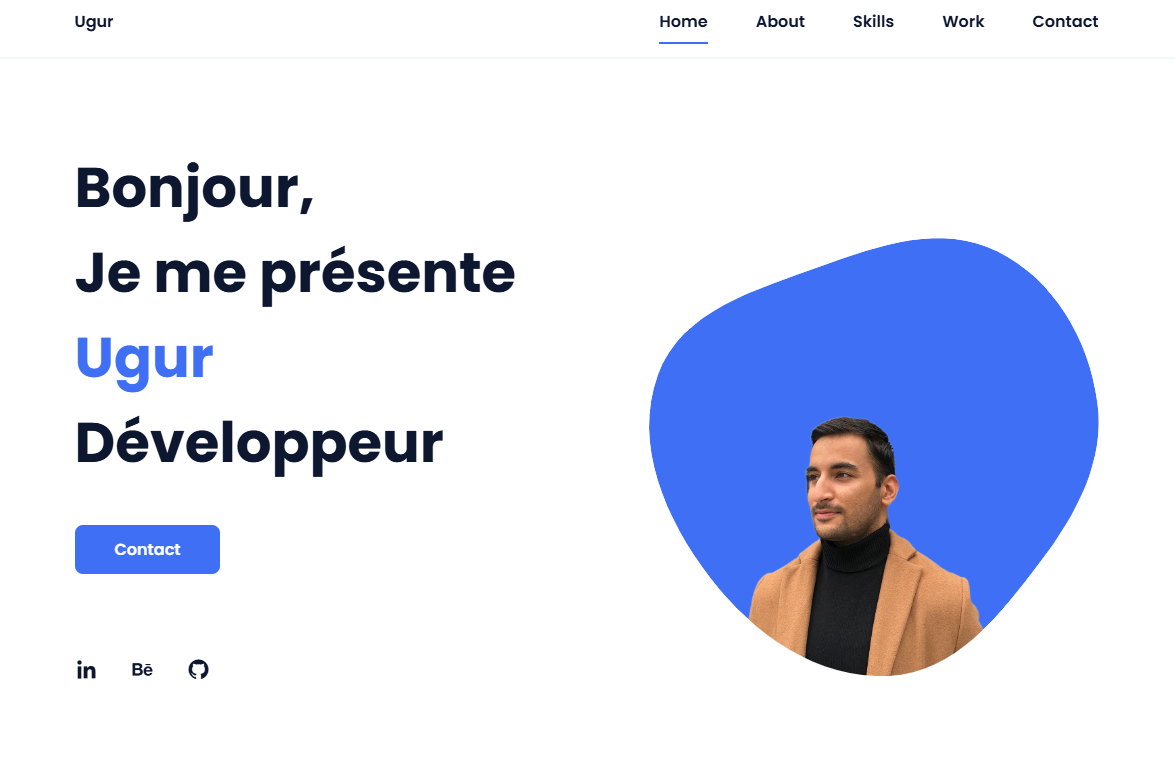 Ugur
Home About Skills Work Contact
Bonjour,
Je me présente
Ugur
Développeur
Contact
in Bē